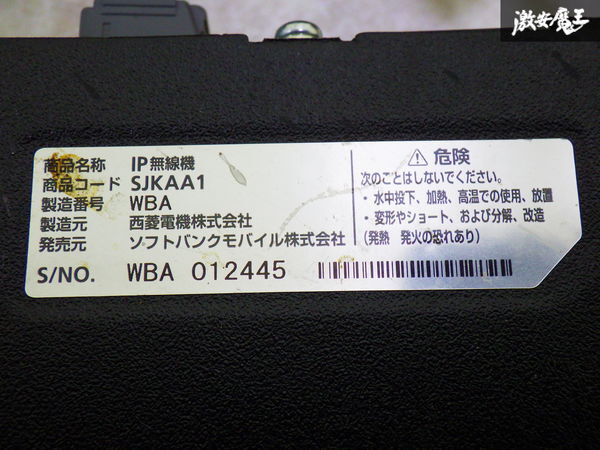 激安魔王
商品名称 IP無線機
商品コード SJKAA1
製造番号 WBA
製造元 西菱電機株式会社
発売元 ソフトバンクモバイル株式会社
S/NO. WBA 012445
⚠ 危険
次のことはしないでください。
・水中投下、加熱、高温での使用、放置
・変形やショート、および分解、改造
(発熱 発火の恐れあり)